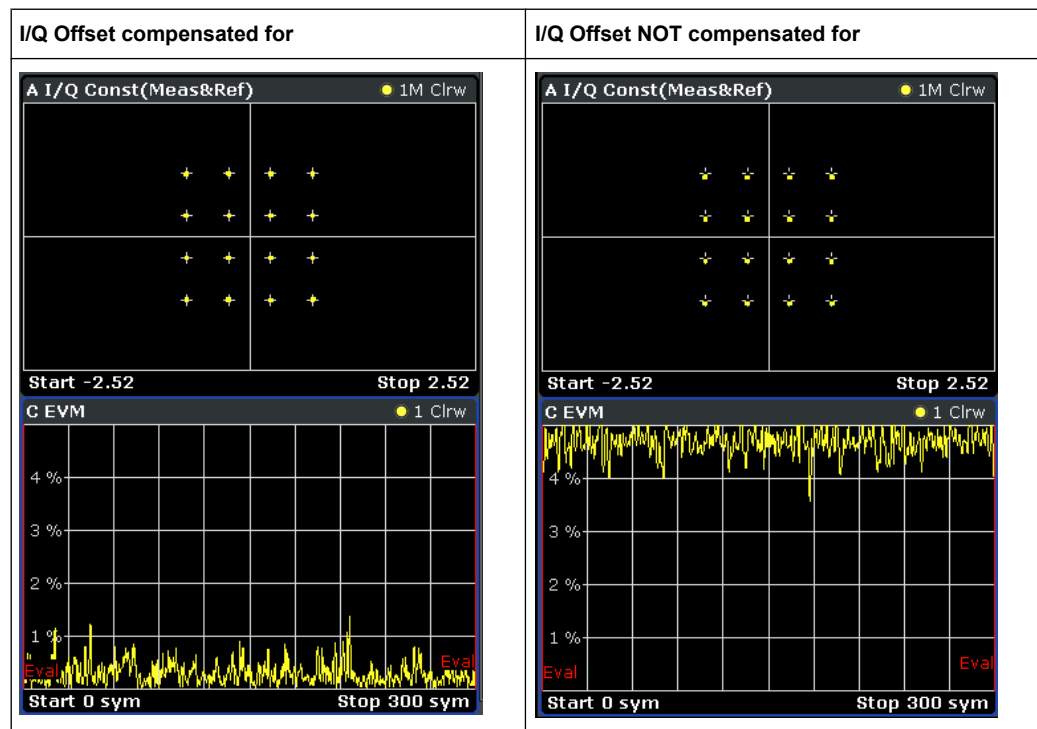 I/Q Offset compensated for
I/Q Offset NOT compensated for
A I/Q Const(Meas&Ref) 1M Clrw
Start -2.52 Stop 2.52
C EVM 1 Clrw
4 %
3 %
2 %
1 %
Eval Eval
Start 0 sym Stop 300 sym
A I/Q Const(Meas&Ref) 1M Clrw
Start -2.52 Stop 2.52
C EVM 1 Clrw
4 %
3 %
2 %
1 %
Eval Eval
Start 0 sym Stop 300 sym